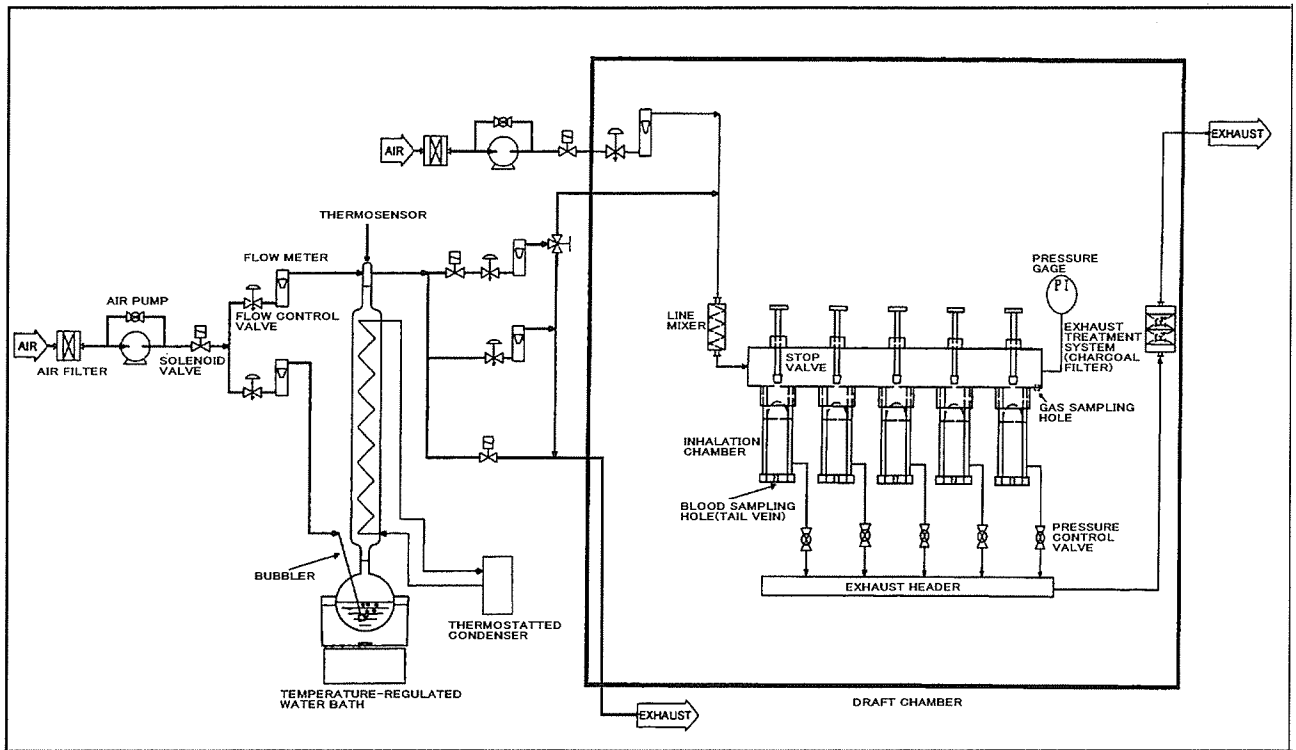 AIR
EXHAUST
THERMOSENSOR
FLOW METER
PRESSURE
GAGE
PI
AIR PUMP
FLOW CONTROL
VALVE
LINE
MIXER
EXHAUST
TREATMENT
SYSTEM
(CHARCOAL
FILTER)
AIR
SOLENOID
VALVE
AIR FILTER
STOP
VALVE
GAS SAMPLING
HOLE
INHALATION
CHAMBER
BLOOD SAMPLING
HOLE(TAIL VEIN)
PRESSURE
CONTROL
VALVE
BUBBLER
EXHAUST HEADER
THERMOSTATTED
CONDENSER
TEMPERATURE-REGULATED
WATER BATH
DRAFT CHAMBER
EXHAUST